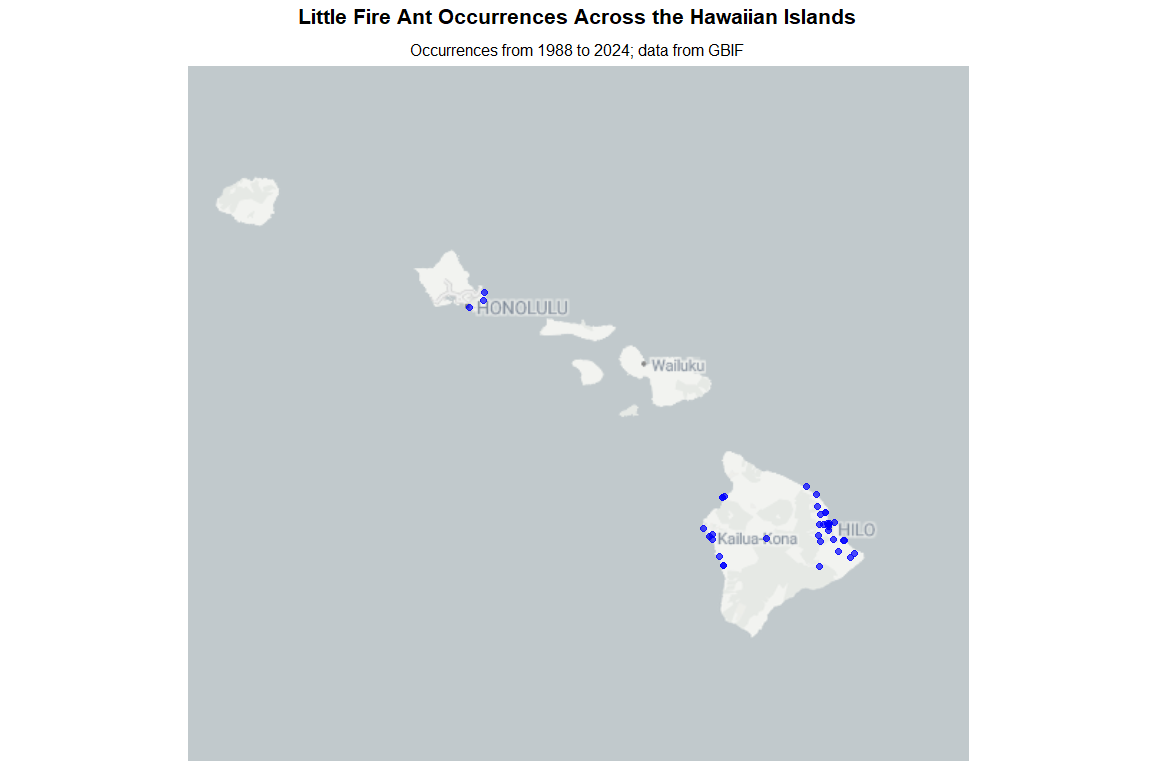 Little Fire Ant Occurrences Across the Hawaiian Islands
Occurrences from 1988 to 2024; data from GBIF
HONOLULU
Wailuku
HILO
Kailua-Kona